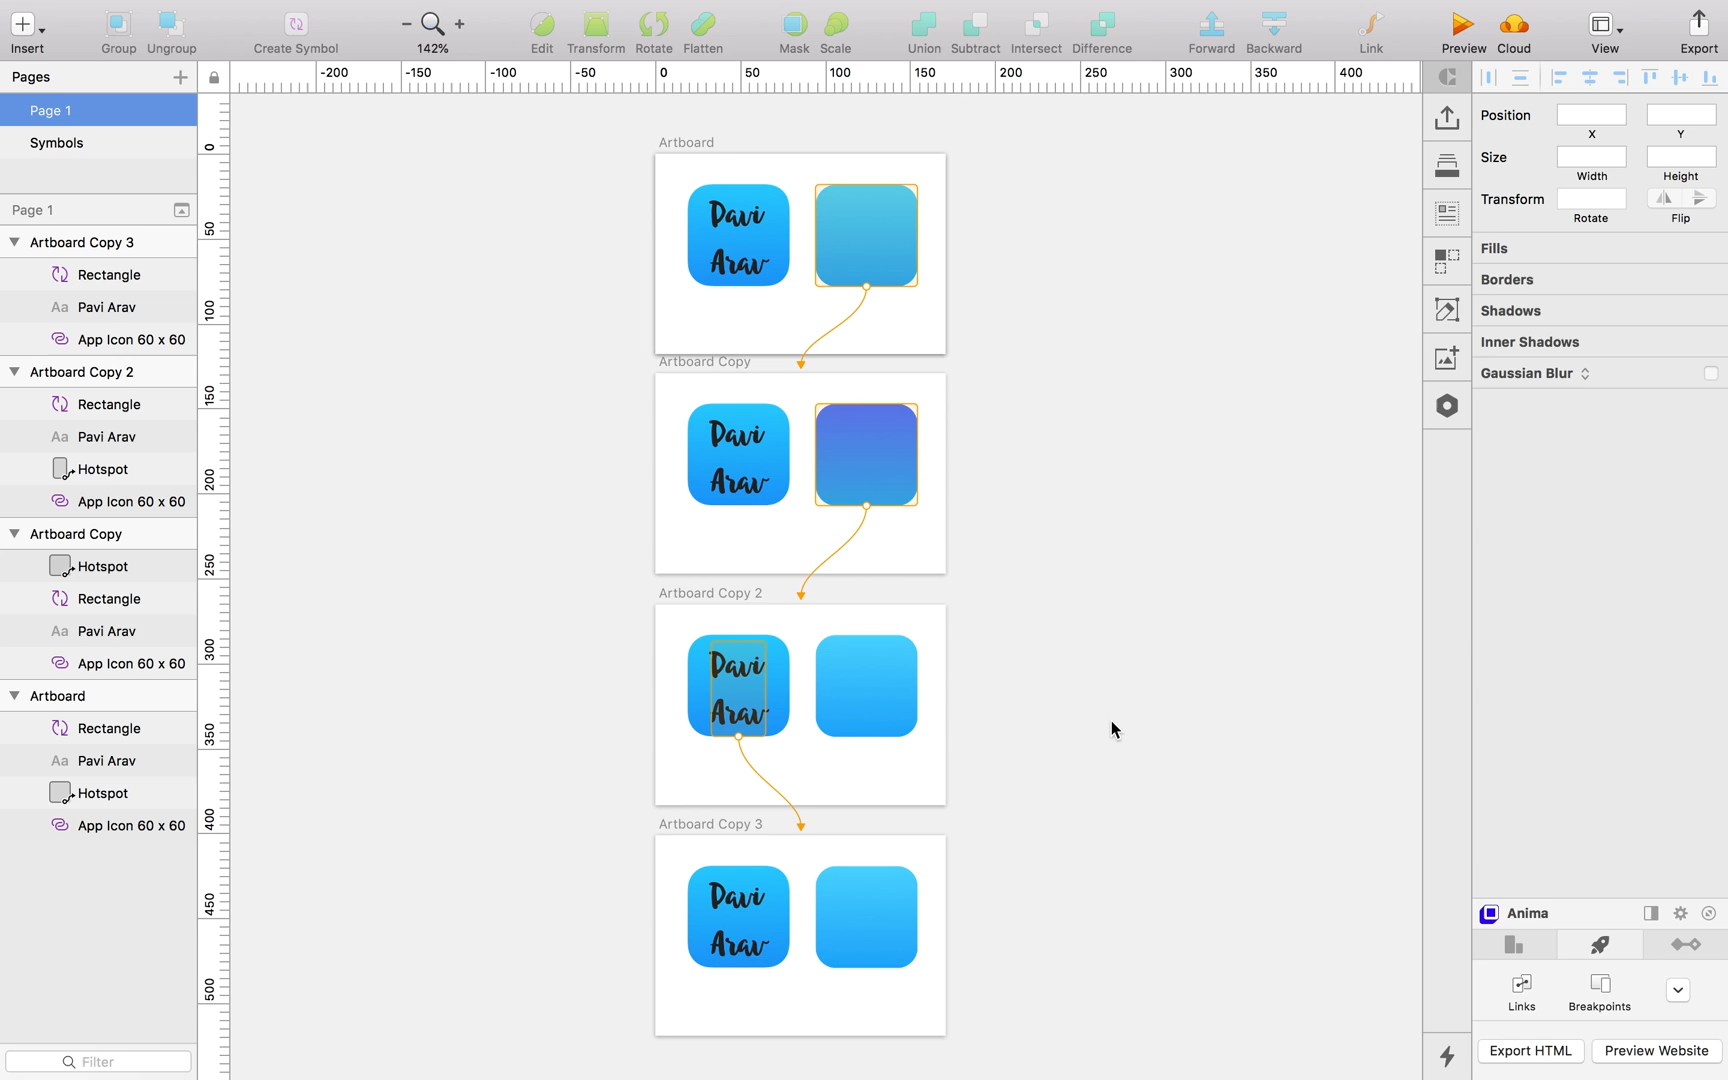 Insert
Group
Ungroup
Create Symbol
142%
Edit
Transform
Rotate
Flatten
Mask
Scale
Union
Subtract
Intersect
Difference
Forward
Backward
Link
Preview
Cloud
View
Export
Pages
Page 1
Symbols
Page 1
Artboard Copy 3
Rectangle
Aa Pavi Arav
App Icon 60 x 60
Artboard Copy 2
Rectangle
Aa Pavi Arav
Hotspot
App Icon 60 x 60
Artboard Copy
Hotspot
Rectangle
Aa Pavi Arav
App Icon 60 x 60
Artboard
Rectangle
Aa Pavi Arav
Hotspot
App Icon 60 x 60
Filter
-200 -150 -100 -50 0 50 100 150 200 250 300 350 400
0
50
100
150
200
250
300
350
400
450
500
Artboard
Pavi
Arav
Artboard Copy
Pavi
Arav
Artboard Copy 2
Pavi
Arav
Artboard Copy 3
Pavi
Arav
Position
X
Y
Size
Width
Height
Transform
Rotate
Flip
Fills
Borders
Shadows
Inner Shadows
Gaussian Blur
Anima
Links
Breakpoints
Export HTML
Preview Website